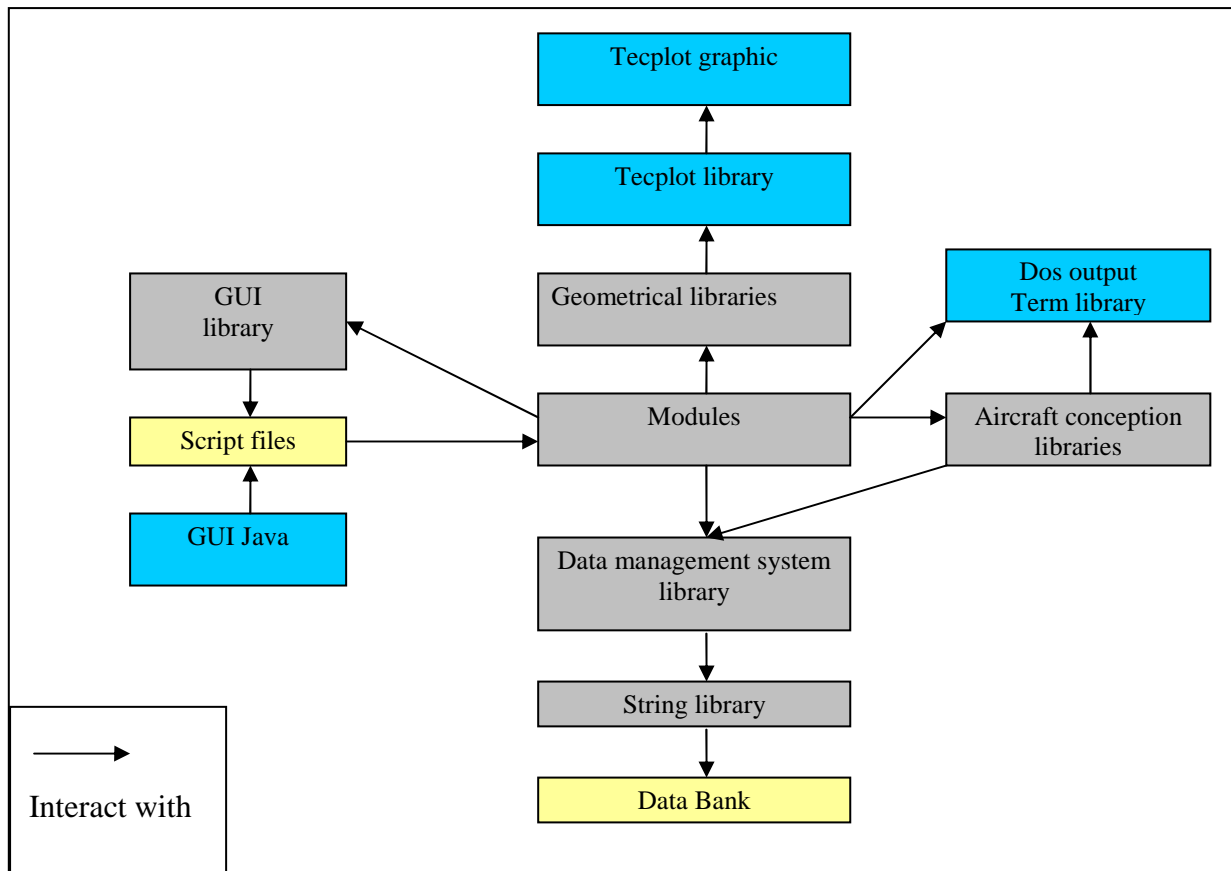 Tecplot graphic
Tecplot library
Dos output
Term library
GUI
library
Geometrical libraries
Modules
Aircraft conception
libraries
Script files
GUI Java
Data management system
library
String library
Data Bank
Interact with